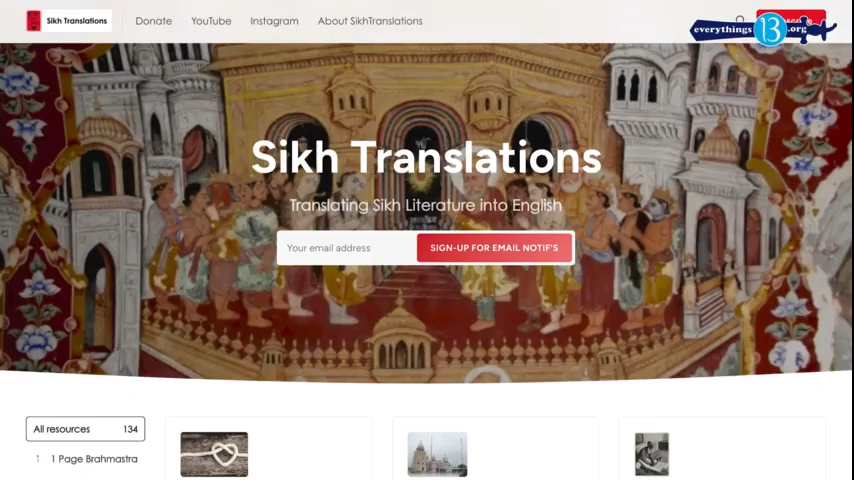 Sikh Translations
Donate
YouTube
Instagram
About SikhTranslations
everythings
13
.org
Sikh Translations
Translating Sikh Literature into English
Your email address
SIGN-UP FOR EMAIL NOTIF'S
All resources 134
1 1 Page Brahmastra